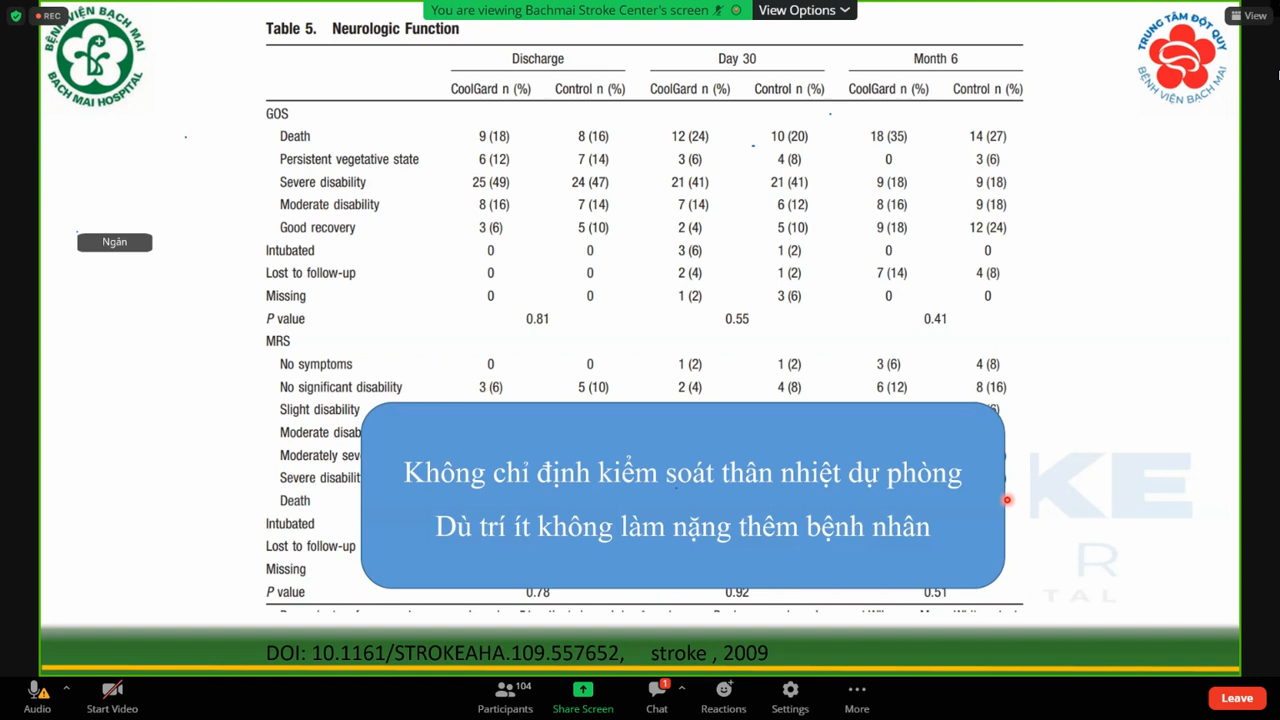 REC
You are viewing Bachmai Stroke Center's screen
View Options
View
BỆNH VIỆN BẠCH MAI
BACH MAI HOSPITAL
TRUNG TÂM ĐỘT QUỴ
BỆNH VIỆN BẠCH MAI
Table 5. Neurologic Function
Discharge Day 30 Month 6
CoolGard n (%) Control n (%) CoolGard n (%) Control n (%) CoolGard n (%) Control n (%)
GOS
Death 9 (18) 8 (16) 12 (24) 10 (20) 18 (35) 14 (27)
Persistent vegetative state 6 (12) 7 (14) 3 (6) 4 (8) 0 3 (6)
Severe disability 25 (49) 24 (47) 21 (41) 21 (41) 9 (18) 9 (18)
Moderate disability 8 (16) 7 (14) 7 (14) 6 (12) 8 (16) 9 (18)
Good recovery 3 (6) 5 (10) 2 (4) 5 (10) 9 (18) 12 (24)
Ngân
Intubated 0 0 3 (6) 1 (2) 0 0
Lost to follow-up 0 0 2 (4) 1 (2) 7 (14) 4 (8)
Missing 0 0 1 (2) 3 (6) 0 0
P value 0.81 0.55 0.41
MRS
No symptoms 0 0 1 (2) 1 (2) 3 (6) 4 (8)
No significant disability 3 (6) 5 (10) 2 (4) 4 (8) 6 (12) 8 (16)
Slight disability
Moderate disab
Moderately sev
Severe disabilit
Death
Intubated
Lost to follow-up
Missing
P value 0.78 0.92 0.51
Không chỉ định kiểm soát thân nhiệt dự phòng
Dù trí ít không làm nặng thêm bệnh nhân
KE
R
TAL
DOI: 10.1161/STROKEAHA.109.557652, stroke , 2009
Audio
Start Video
104
Participants
Share Screen
1
Chat
Reactions
Settings
More
Leave